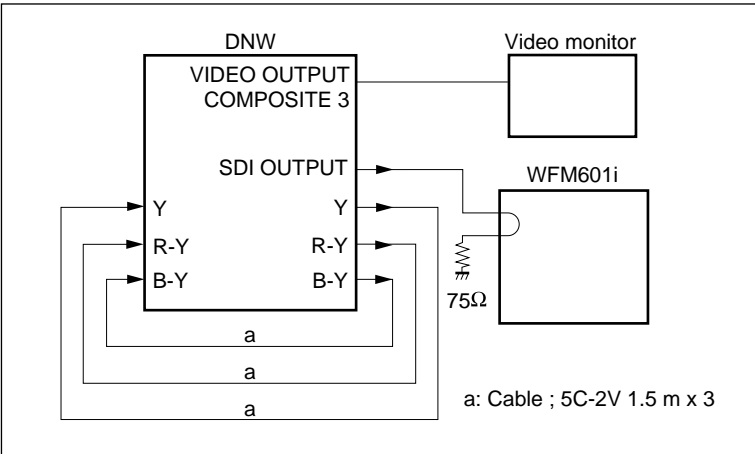 DNW
Video monitor
VIDEO OUTPUT
COMPOSITE 3
SDI OUTPUT
WFM601i
Y
Y
R-Y
R-Y
B-Y
B-Y
75Ω
a
a
a
a: Cable ; 5C-2V 1.5 m x 3